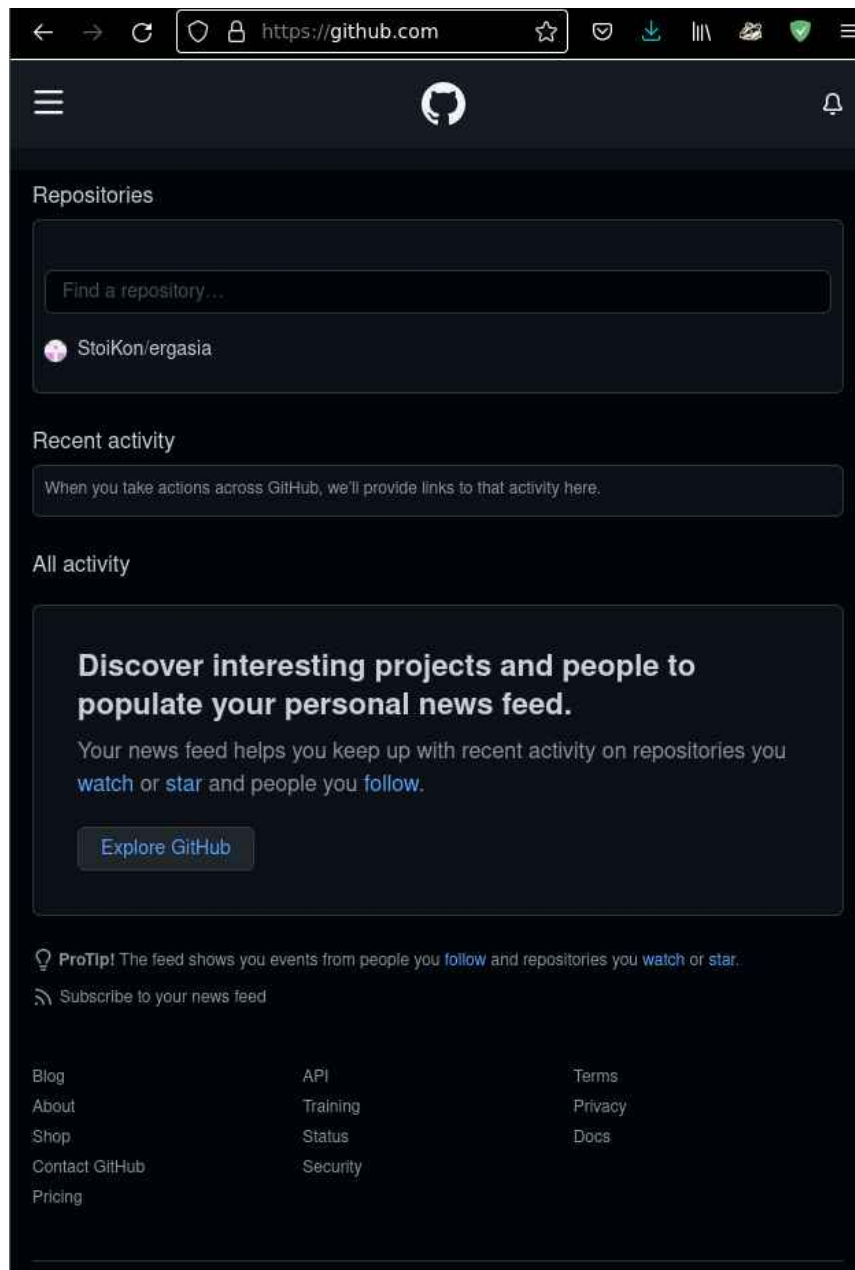 https://github.com
Repositories
Find a repository...
StoiKon/ergasia
Recent activity
When you take actions across GitHub, we'll provide links to that activity here.
All activity
Discover interesting projects and people to
populate your personal news feed.
Your news feed helps you keep up with recent activity on repositories you
watch or star and people you follow.
Explore GitHub
ProTip! The feed shows you events from people you follow and repositories you watch or star.
Subscribe to your news feed
Blog API Terms
About Training Privacy
Shop Status Docs
Contact GitHub Security
Pricing